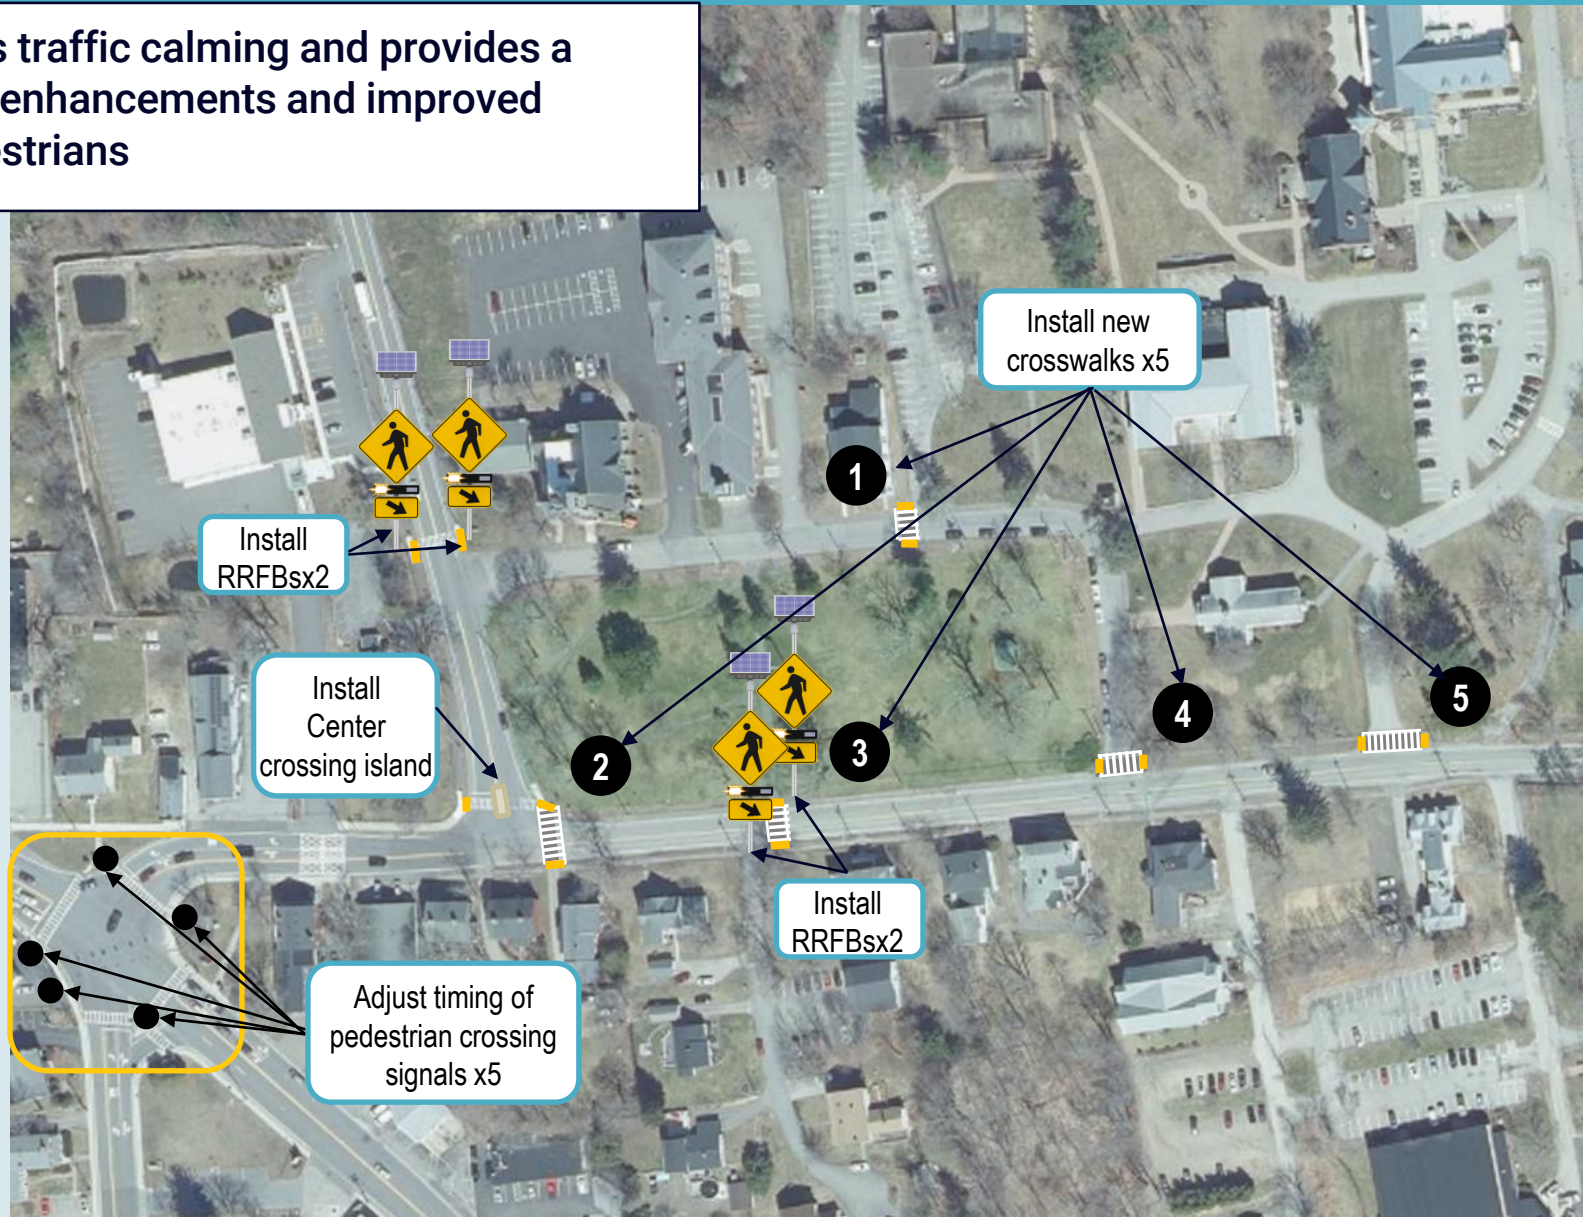 s traffic calming and provides a
enhancements and improved
estrians
Install new
crosswalks x5
1
Install
RRFBsx2
Install
Center
crossing island
2
3
4
5
Install
RRFBsx2
Adjust timing of
pedestrian crossing
signals x5